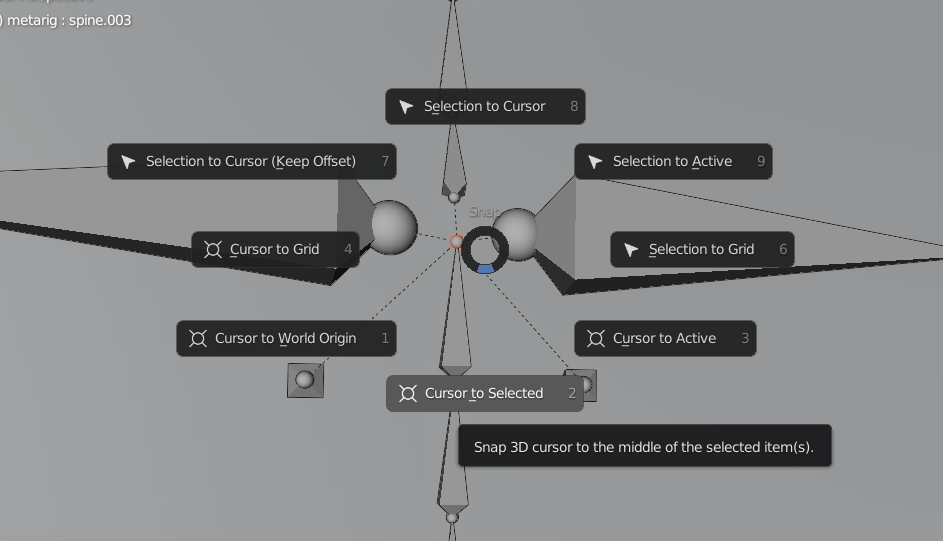 ) metarig : spine.003
Selection to Cursor 8
Selection to Cursor (Keep Offset) 7
Selection to Active 9
Snap
Cursor to Grid 4
Selection to Grid 6
Cursor to World Origin 1
Cursor to Active 3
Cursor to Selected 2
Snap 3D cursor to the middle of the selected item(s).